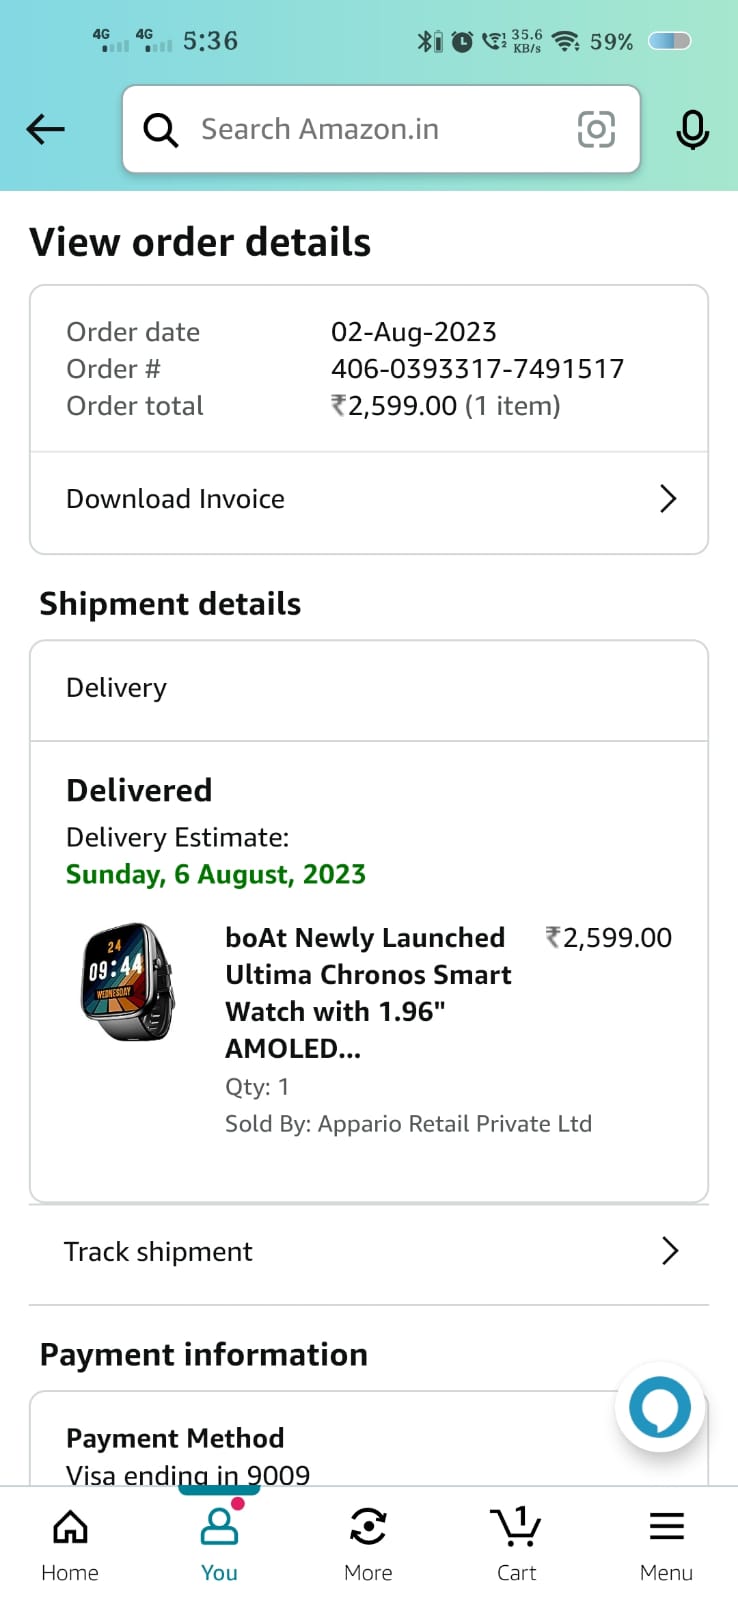 4G 4G 5:36 35.6 KB/s 59%
Search Amazon.in
View order details
Order date 02-Aug-2023
Order # 406-0393317-7491517
Order total ₹2,599.00 (1 item)
Download Invoice
Shipment details
Delivery
Delivered
Delivery Estimate:
Sunday, 6 August, 2023
24
09:44
WEDNESDAY
boAt Newly Launched ₹2,599.00
Ultima Chronos Smart
Watch with 1.96"
AMOLED...
Qty: 1
Sold By: Appario Retail Private Ltd
Track shipment
Payment information
Payment Method
Visa ending in 9009
1
Home You More Cart Menu